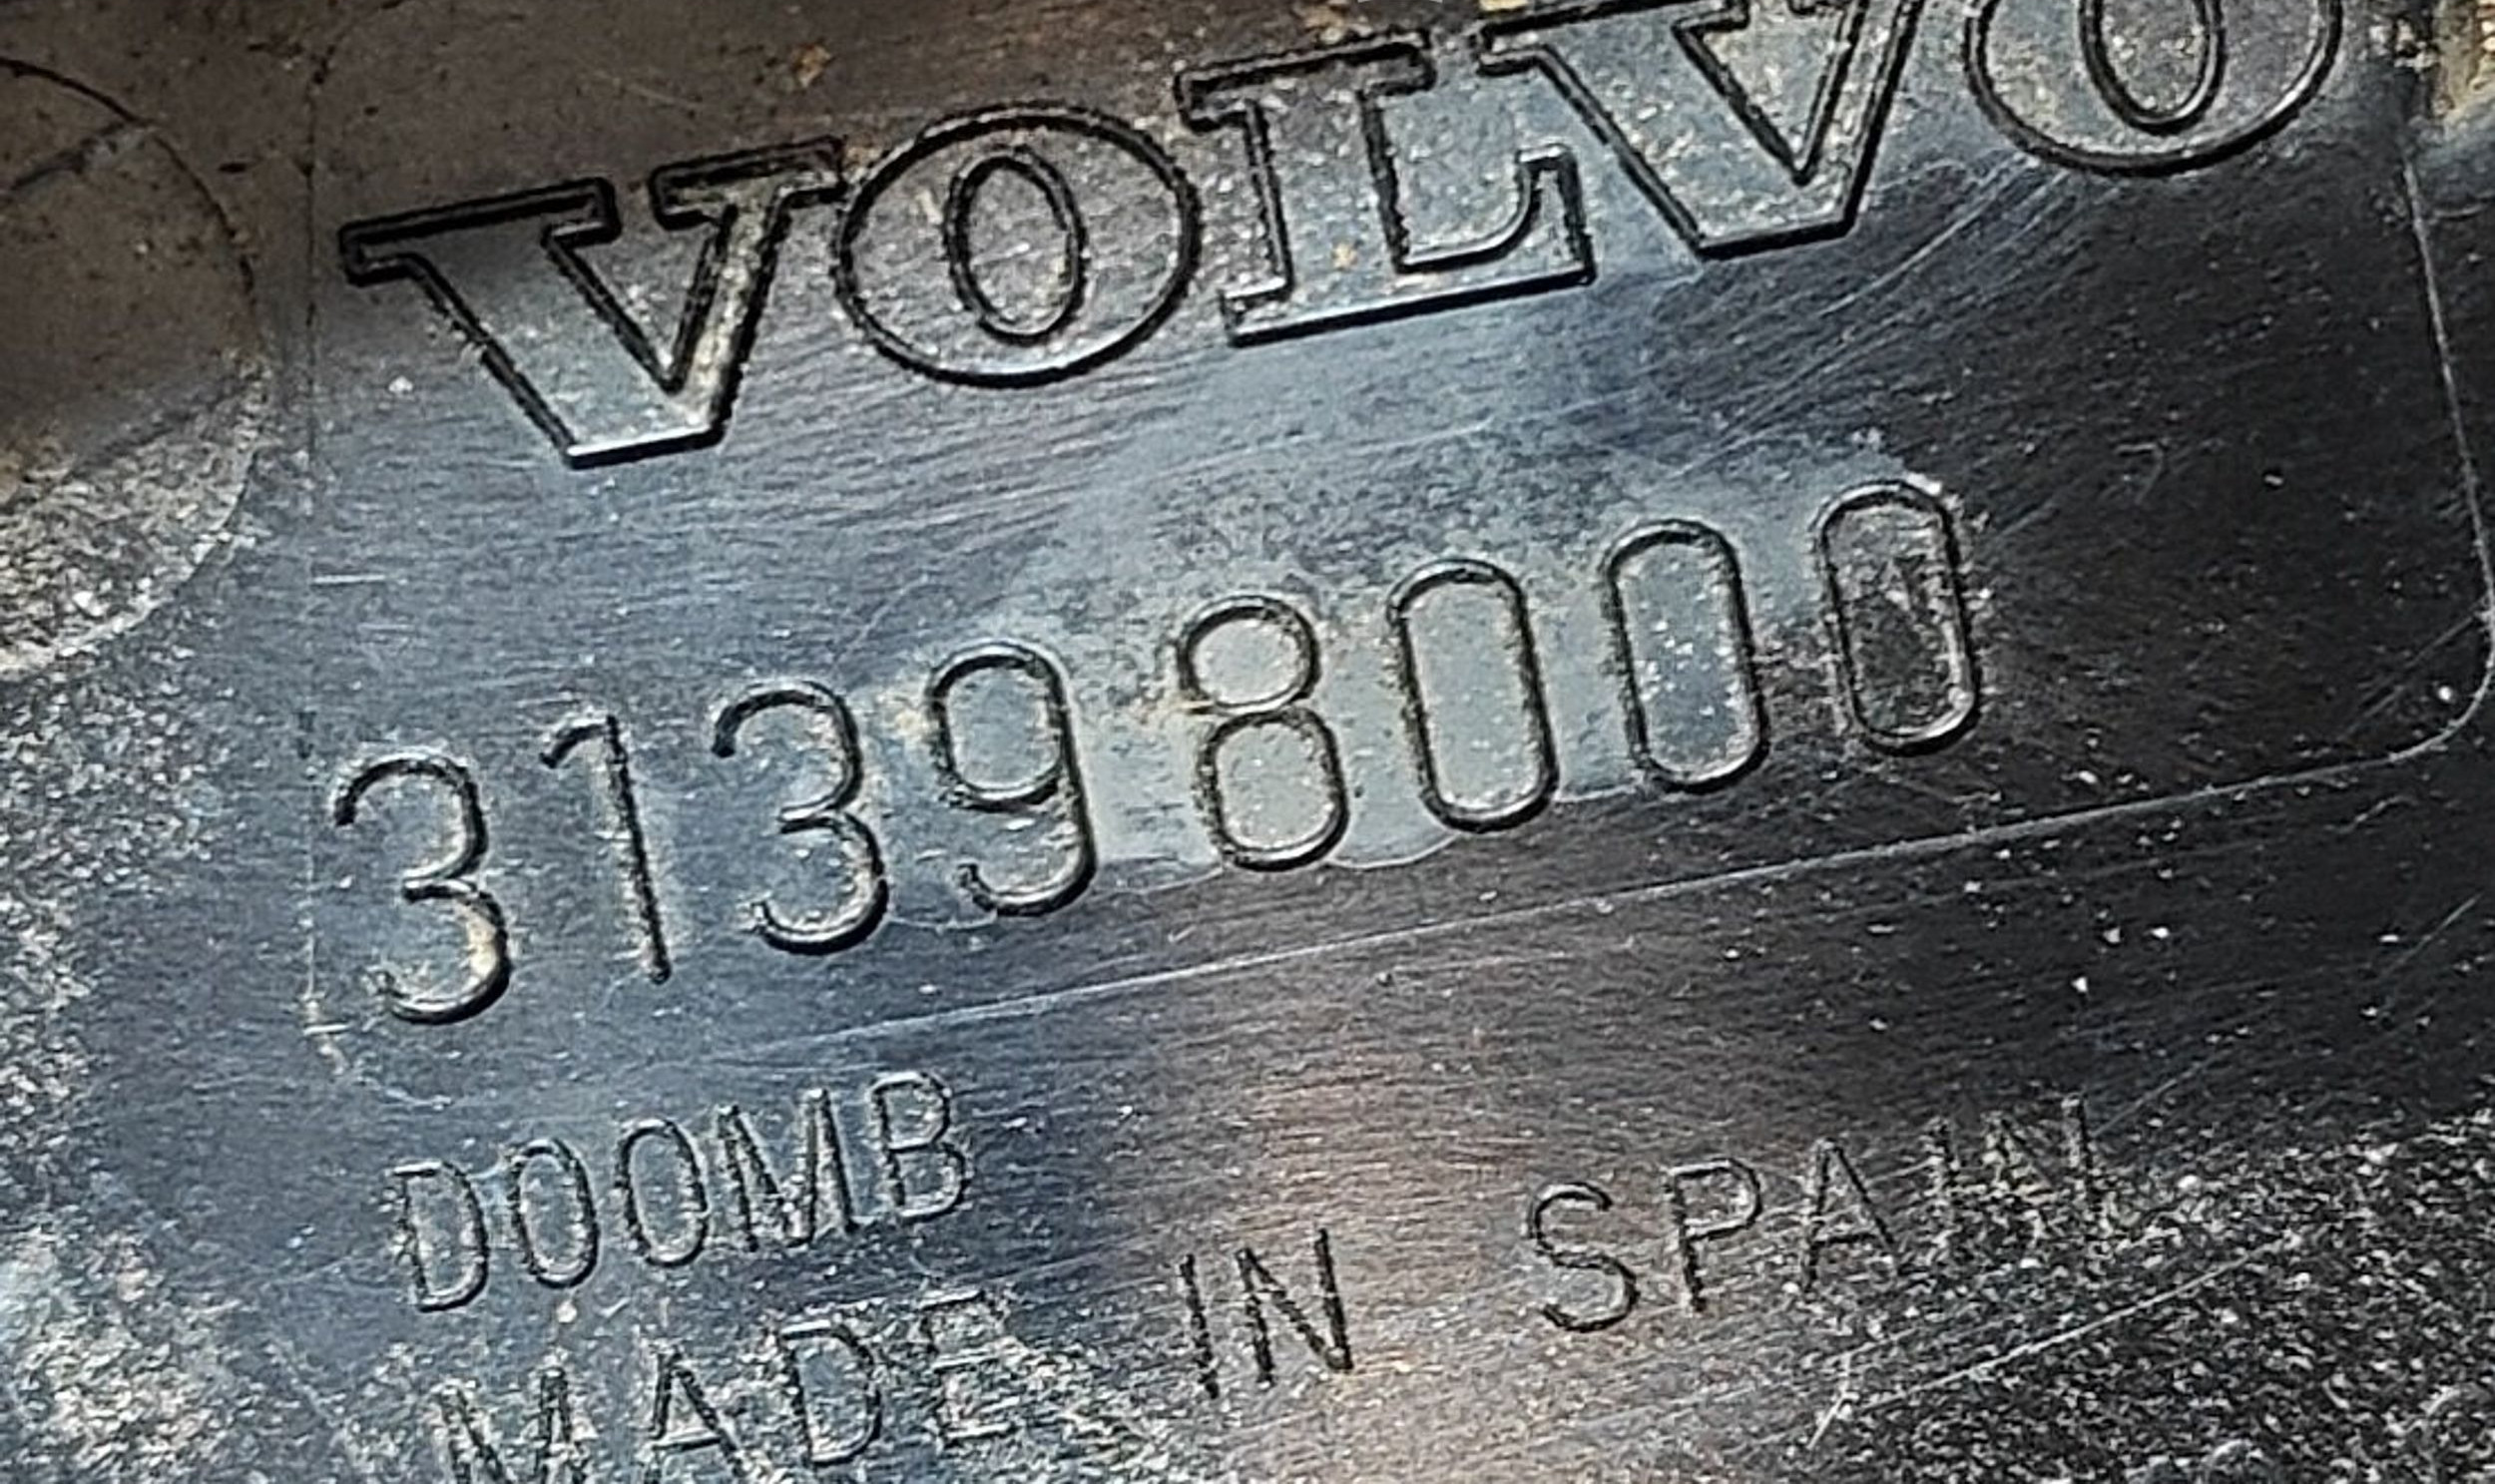 VOLVO
31398000
D00MB
MADE IN SPAIN